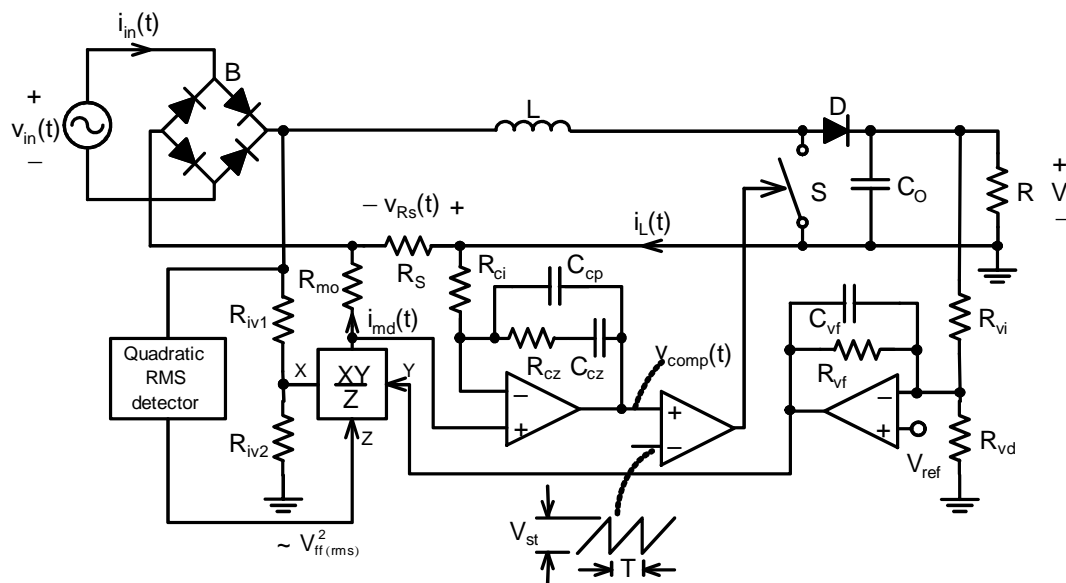 i_in(t)
B
+
v_in(t)
−
L
D
S
C_O
R
+
V
−
− v_Rs(t) +
R_S
i_L(t)
R_mo
R_ci
C_cp
R_cz
C_cz
i_md(t)
R_iv1
R_iv2
Quadratic
RMS
detector
X
XY
Z
Y
Z
− +
v_comp(t)
+ −
C_vf
R_vf
R_vi
− +
V_ref
R_vd
V_st
T
~ V²_ff(rms)